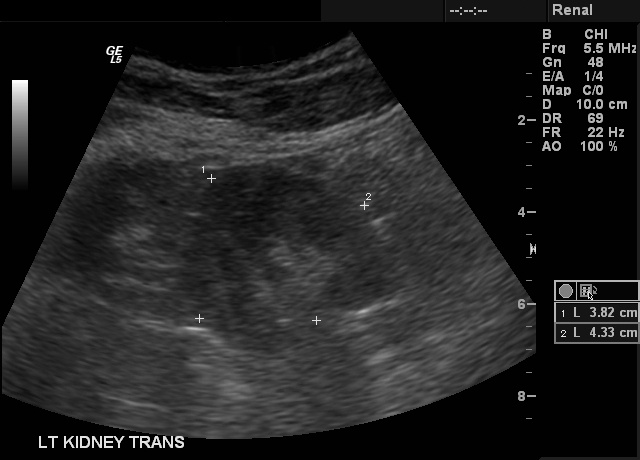 --:--:--
Renal
GE
L5
B CHI
Frq 5.5 MHz
Gn 48
E/A 1/4
Map C/0
D 10.0 cm
DR 69
FR 22 Hz
AO 100 %
2
4
6
8
1
2
1 L 3.82 cm
2 L 4.33 cm
LT KIDNEY TRANS